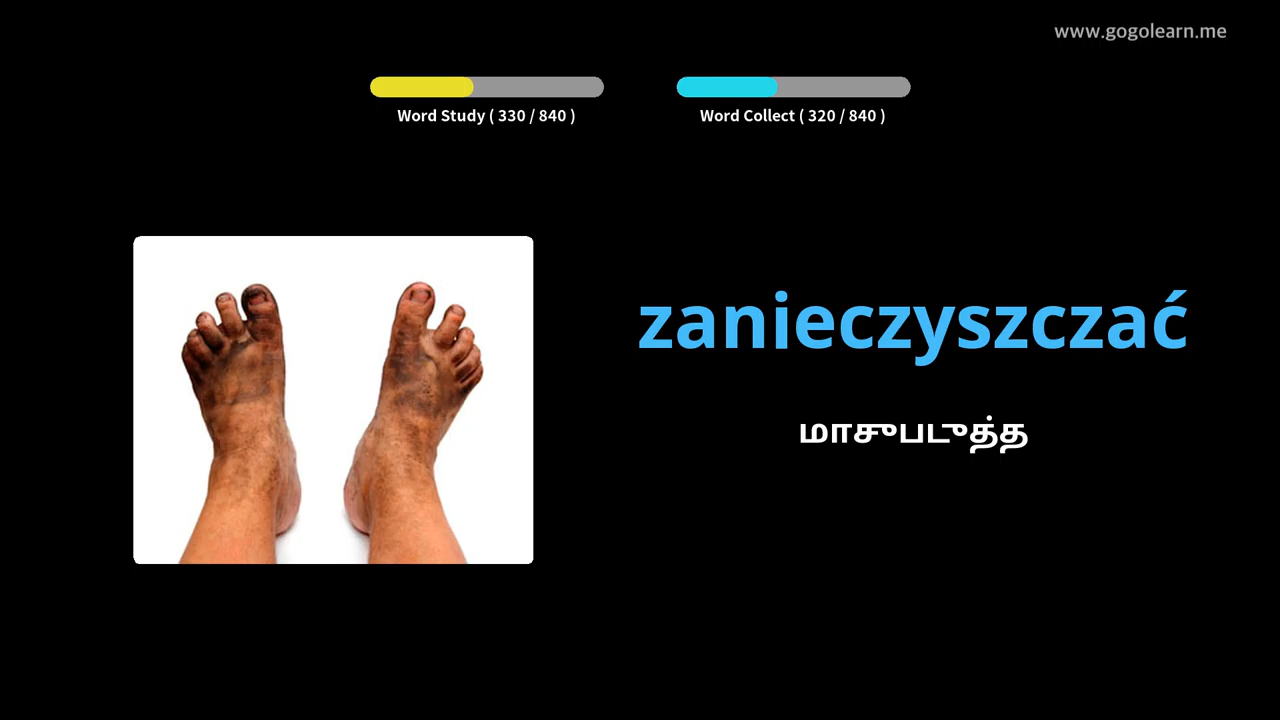 www.gogolearn.me
Word Study ( 330 / 840 )
Word Collect ( 320 / 840 )
zanieczyszczać
மாசுபடுத்த